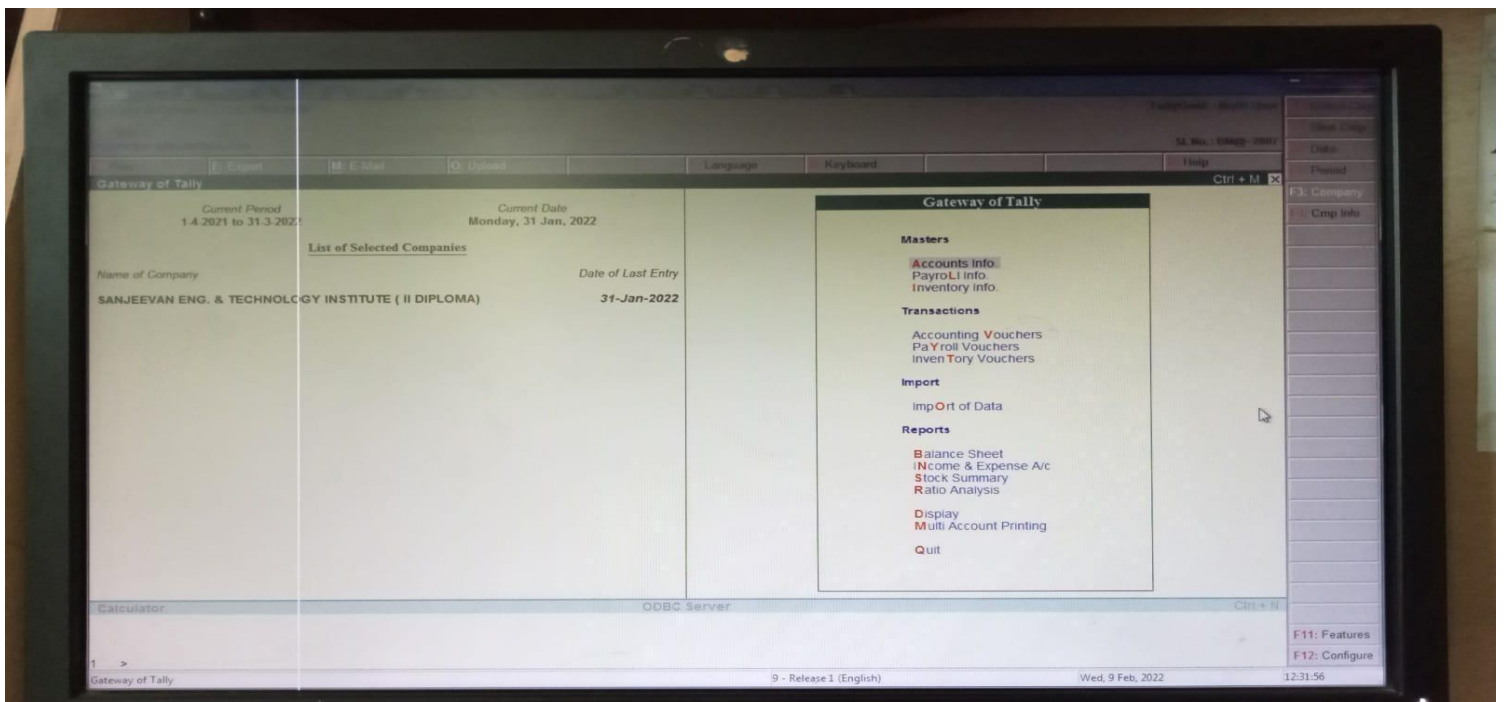 Sl. No. :
E: Export
M: E-Mail
O: Upload
Language
Keyboard
Help
Date
Period
Gateway of Tally
Ctrl + M
F3: Company
Cmp Info
Current Period
Current Date
1-4-2021 to 31-3-2022
Monday, 31 Jan, 2022
List of Selected Companies
Name of Company
Date of Last Entry
SANJEEVAN ENG. & TECHNOLOGY INSTITUTE ( II DIPLOMA)
31-Jan-2022
Gateway of Tally
Masters
Accounts Info.
PayroLl Info.
Inventory Info.
Transactions
Accounting Vouchers
PaYroll Vouchers
InvenTory Vouchers
Import
ImpOrt of Data
Reports
Balance Sheet
INcome & Expense A/c
Stock Summary
Ratio Analysis
Display
Multi Account Printing
Quit
Calculator
ODBC Server
Ctrl + N
F11: Features
F12: Configure
1 >
Gateway of Tally
9 - Release 1 (English)
Wed, 9 Feb, 2022
12:31:56